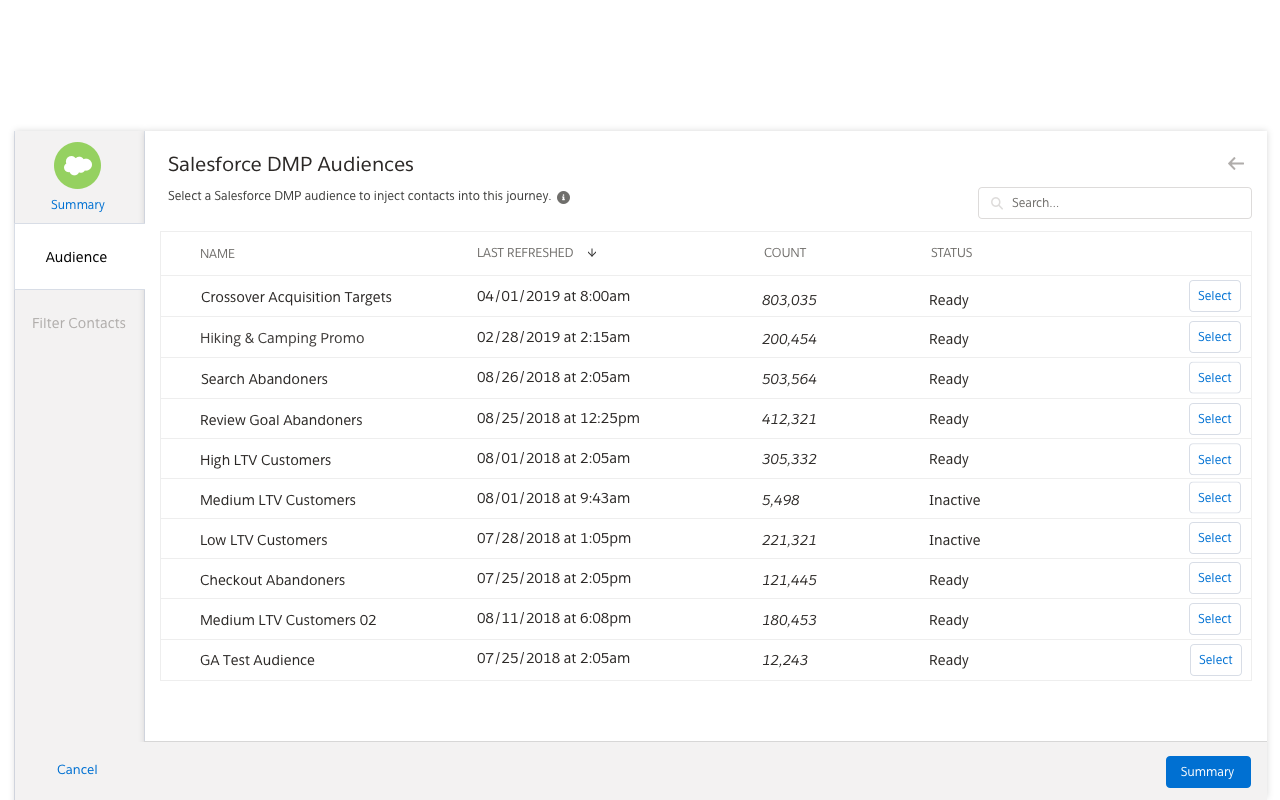 Salesforce DMP Audiences
Select a Salesforce DMP audience to inject contacts into this journey.
Search...
Summary
Audience
Filter Contacts
NAME LAST REFRESHED COUNT STATUS
Crossover Acquisition Targets 04/01/2019 at 8:00am 803,035 Ready Select
Hiking & Camping Promo 02/28/2019 at 2:15am 200,454 Ready Select
Search Abandoners 08/26/2018 at 2:05am 503,564 Ready Select
Review Goal Abandoners 08/25/2018 at 12:25pm 412,321 Ready Select
High LTV Customers 08/01/2018 at 2:05am 305,332 Ready Select
Medium LTV Customers 08/01/2018 at 9:43am 5,498 Inactive Select
Low LTV Customers 07/28/2018 at 1:05pm 221,321 Inactive Select
Checkout Abandoners 07/25/2018 at 2:05pm 121,445 Ready Select
Medium LTV Customers 02 08/11/2018 at 6:08pm 180,453 Ready Select
GA Test Audience 07/25/2018 at 2:05am 12,243 Ready Select
Cancel
Summary